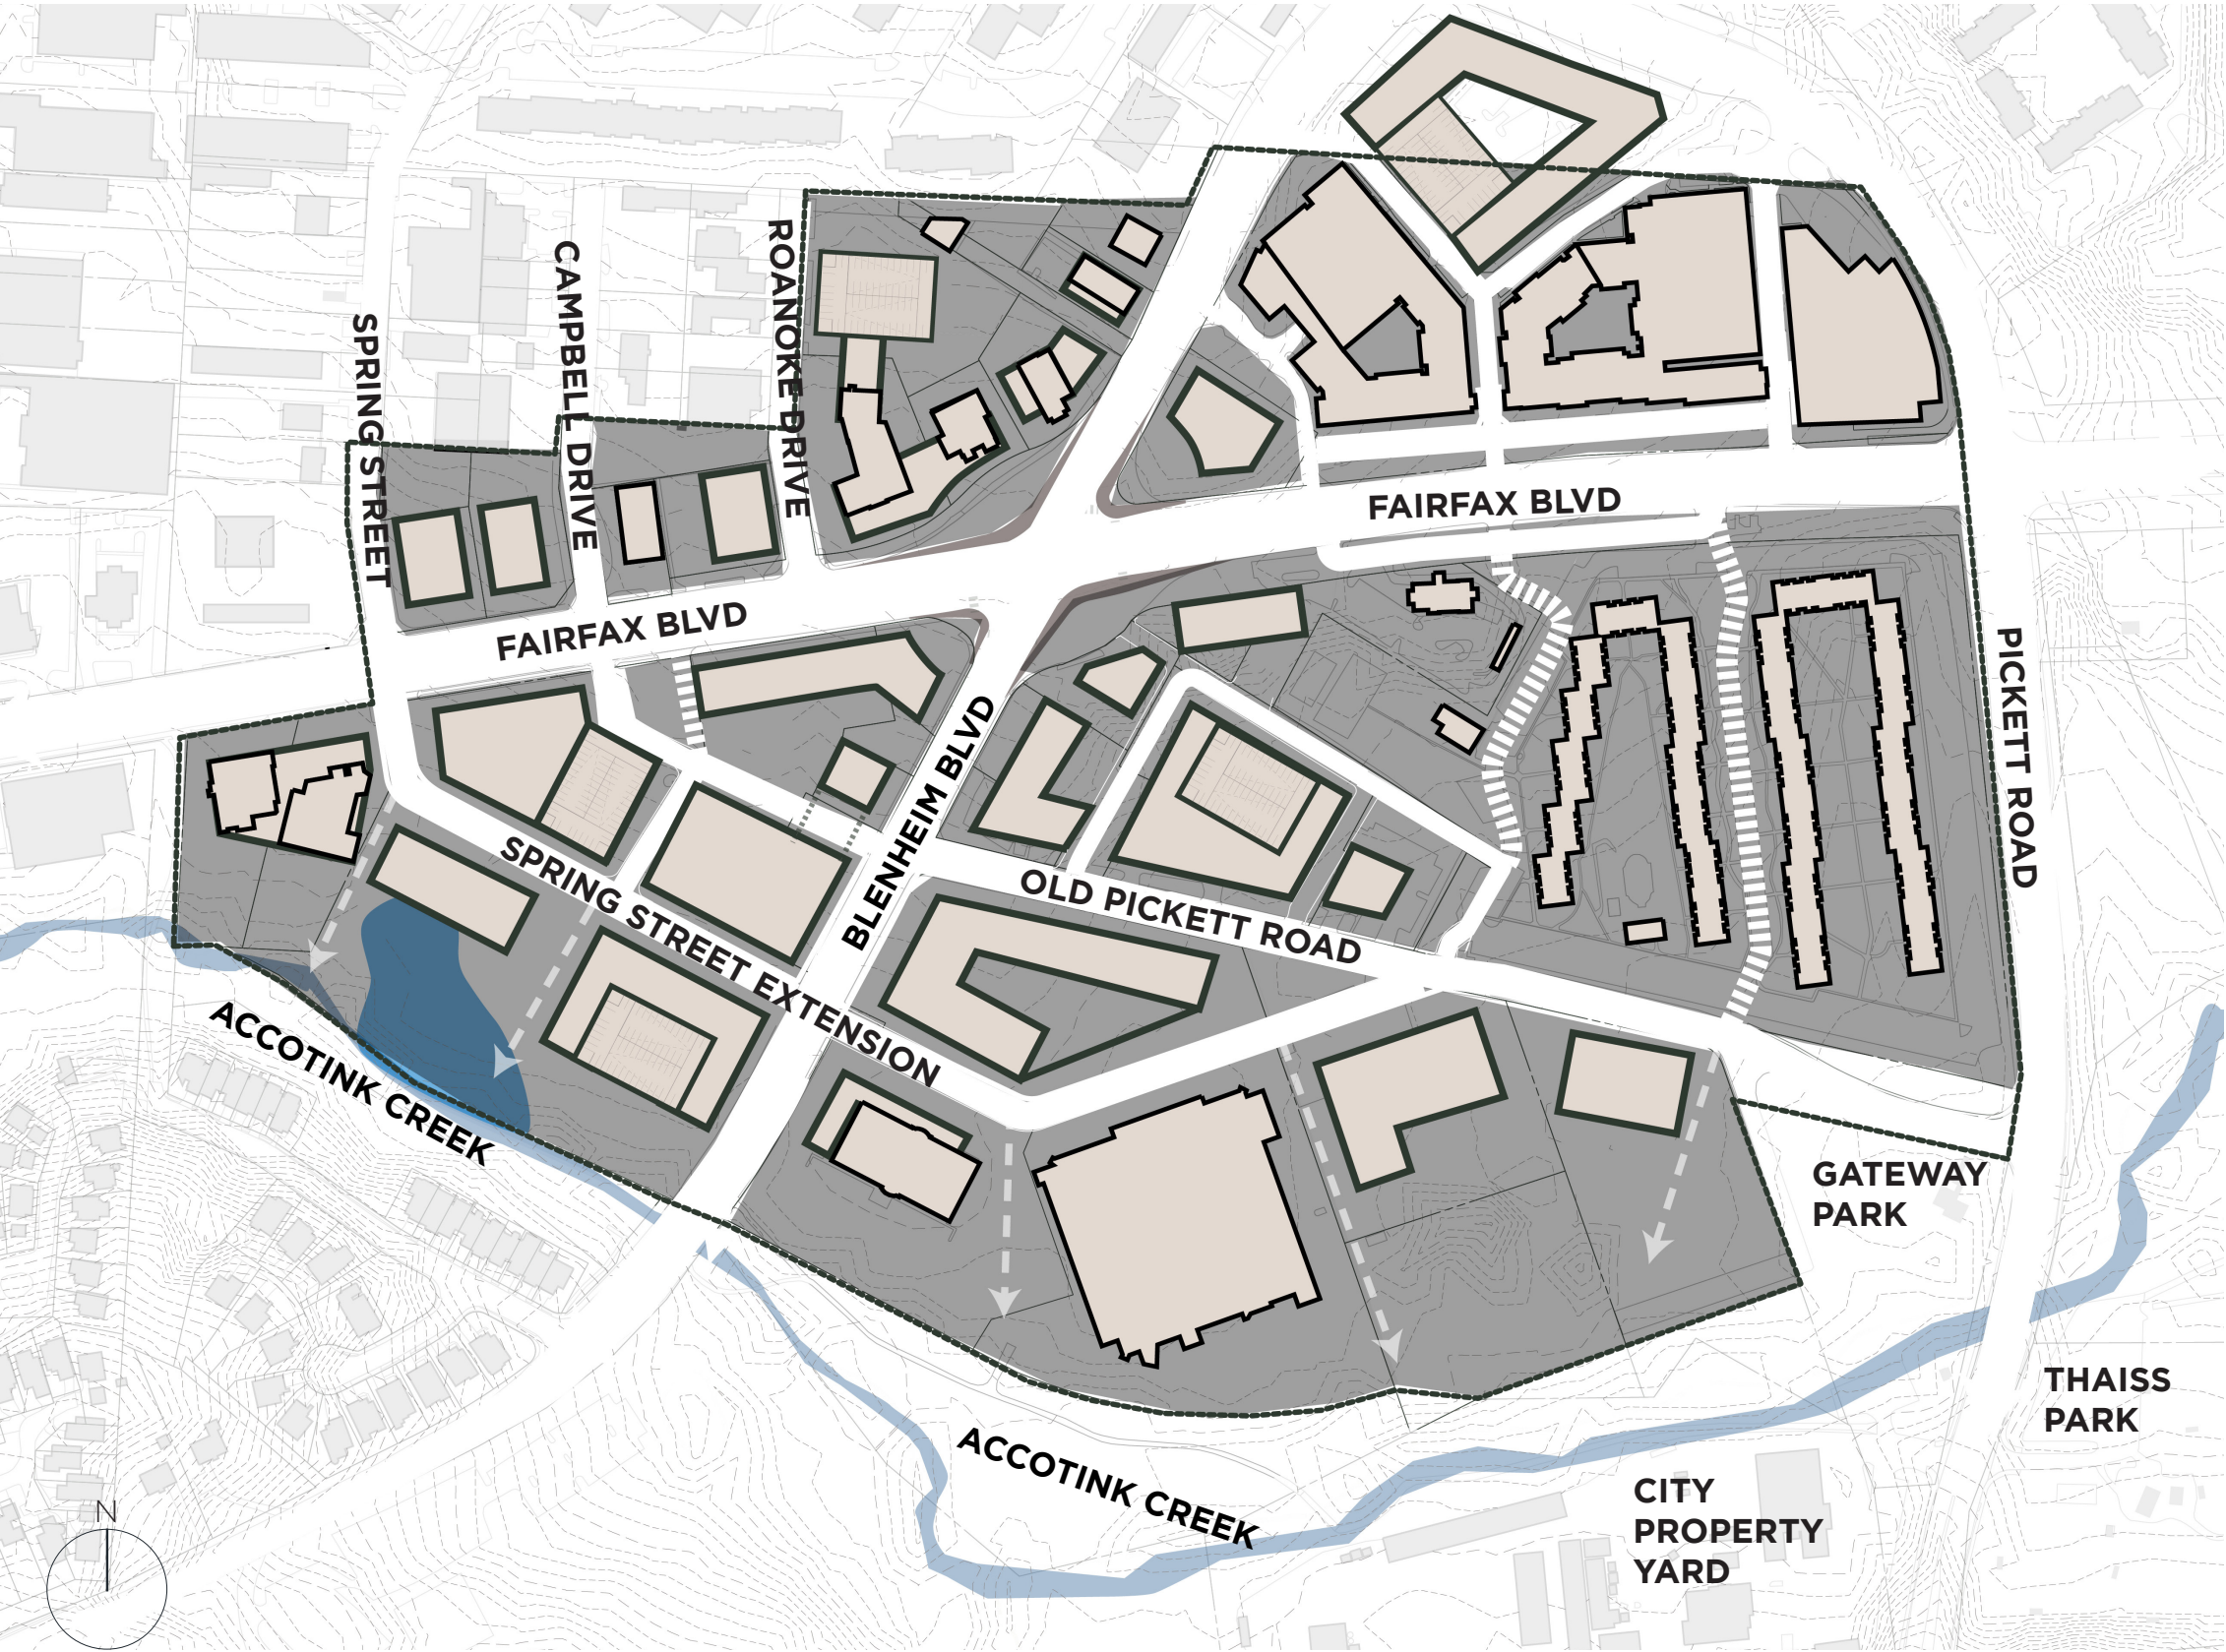 SPRING STREET
CAMPBELL DRIVE
ROANOKE DRIVE
FAIRFAX BLVD
FAIRFAX BLVD
PICKETT ROAD
BLENHEIM BLVD
SPRING STREET EXTENSION
OLD PICKETT ROAD
ACCOTINK CREEK
GATEWAY
PARK
THAISS
PARK
ACCOTINK CREEK
CITY
PROPERTY
YARD
N